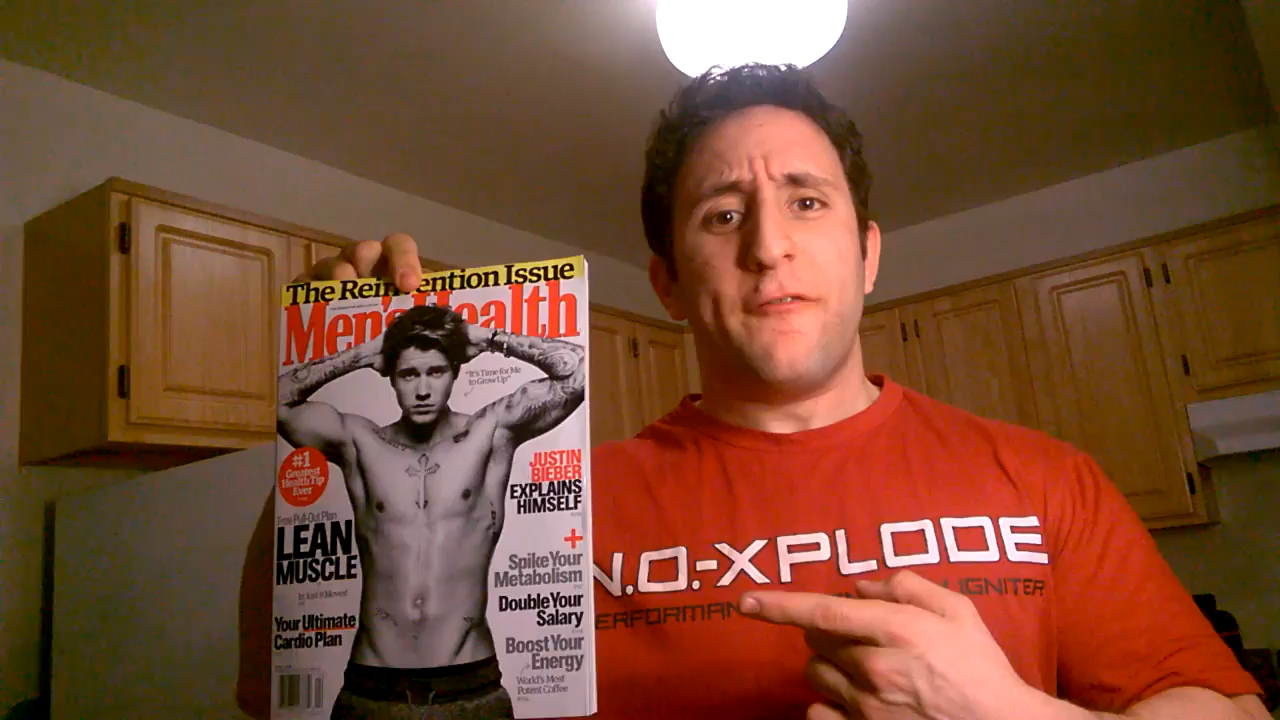 The Reinvention Issue
Men's Health
"It's Time for Me
to Grow Up"
#1
Greatest
Health Tip
Ever
JUSTIN
BIEBER
EXPLAINS
HIMSELF
Free Pull-Out Plan
LEAN
MUSCLE
+
Spike Your
Metabolism
Double Your
Salary
Your Ultimate
Cardio Plan
Boost Your
Energy
World's Most
Potent Coffee
N.O.-XPLODE
PERFORMAN IGNITER